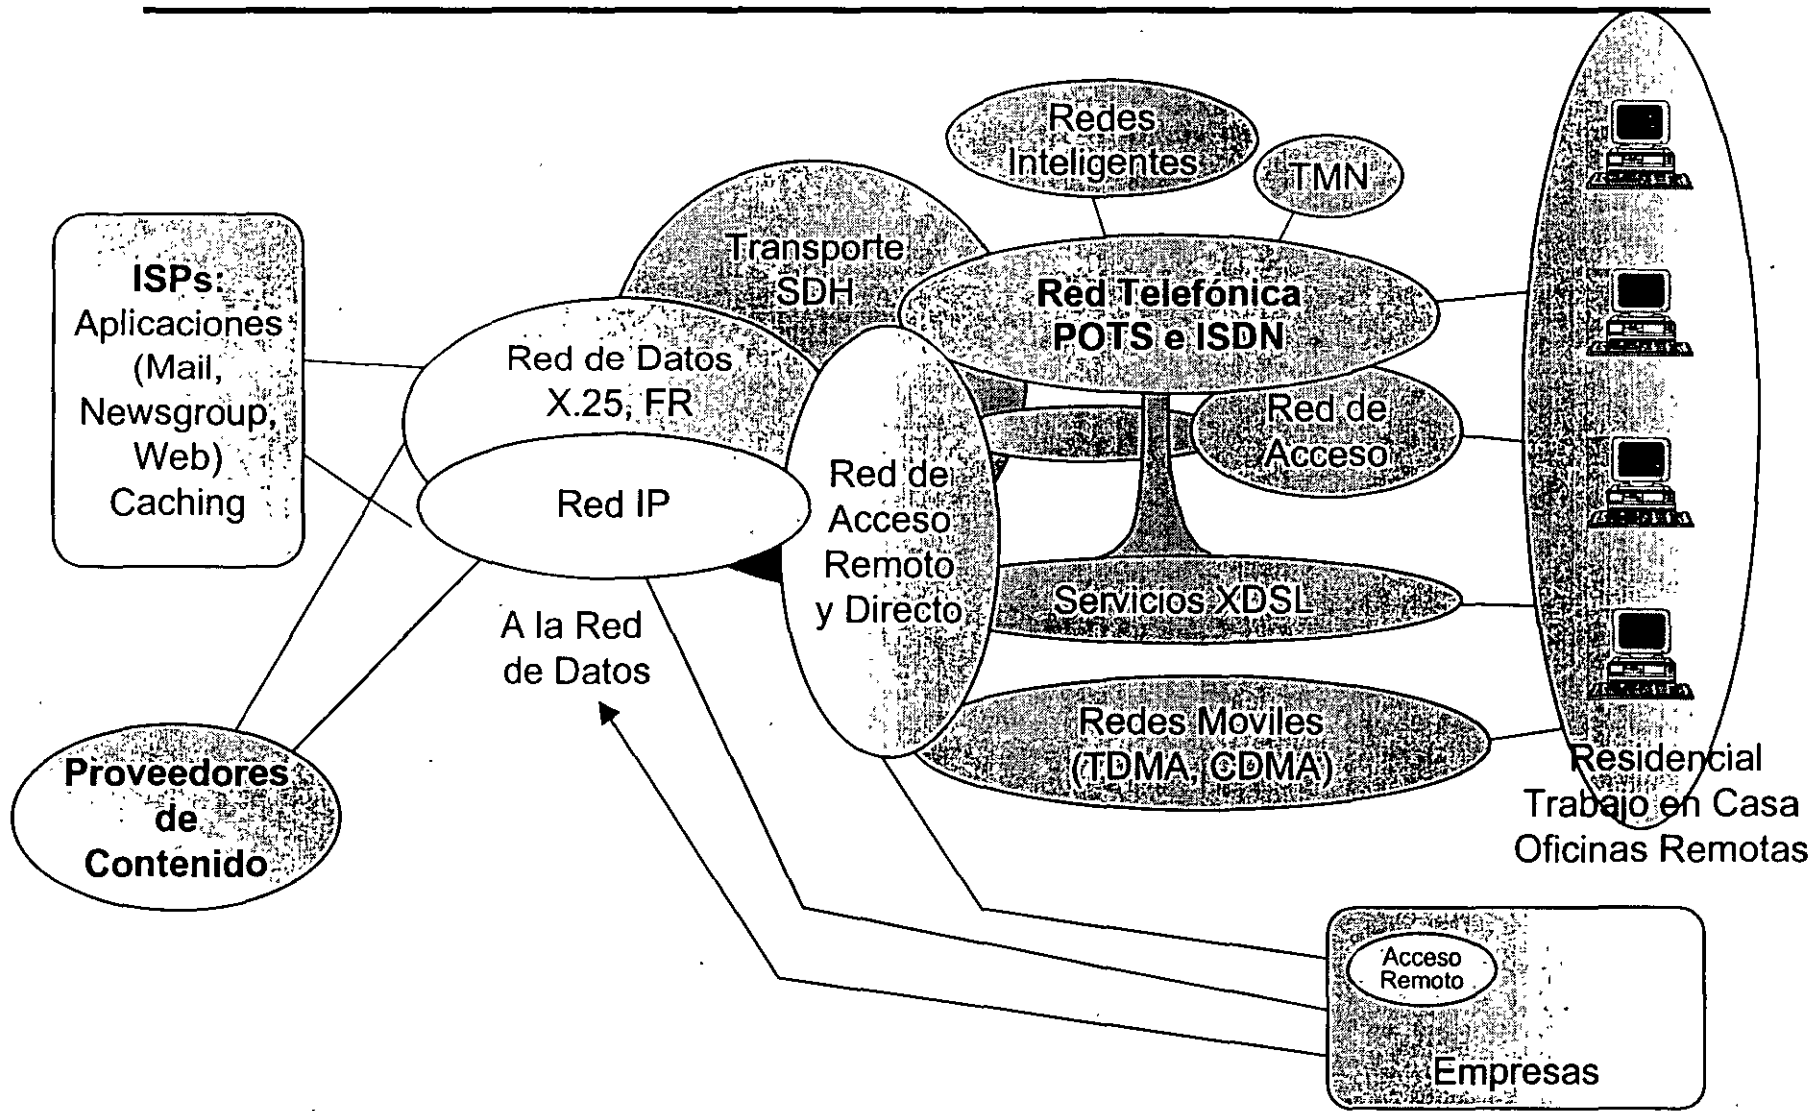 Redes
Inteligentes
TMN
Transporte
SDH
Red Telefónica
POTS e ISDN
ISPs:
Aplicaciones
(Mail,
Newsgroup,
Web)
Caching
Red de Datos
X.25, FR
Red IP
Red de
Acceso
Remoto
y Directo
Red de
Acceso
Servicios XDSL
A la Red
de Datos
Redes Moviles
(TDMA, CDMA)
Proveedores
de
Contenido
Residencial
Trabajo en Casa
Oficinas Remotas
Acceso
Remoto
Empresas